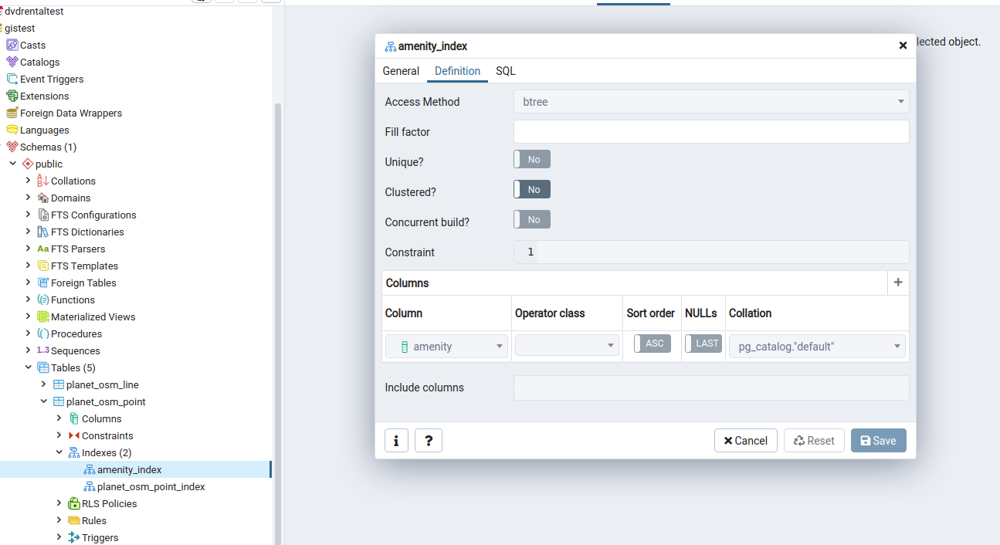 dvdrentaltest
gistest
Casts
Catalogs
Event Triggers
Extensions
Foreign Data Wrappers
Languages
Schemas (1)
public
Collations
Domains
FTS Configurations
FTS Dictionaries
Aa FTS Parsers
FTS Templates
Foreign Tables
Functions
Materialized Views
Procedures
1.3 Sequences
Tables (5)
planet_osm_line
planet_osm_point
Columns
Constraints
Indexes (2)
amenity_index
planet_osm_point_index
RLS Policies
Rules
Triggers
lected object.
amenity_index
General Definition SQL
Access Method btree
Fill factor
Unique? No
Clustered? No
Concurrent build? No
Constraint 1
Columns
Column Operator class Sort order NULLs Collation
amenity ASC LAST pg_catalog."default"
Include columns
i ? Cancel Reset Save